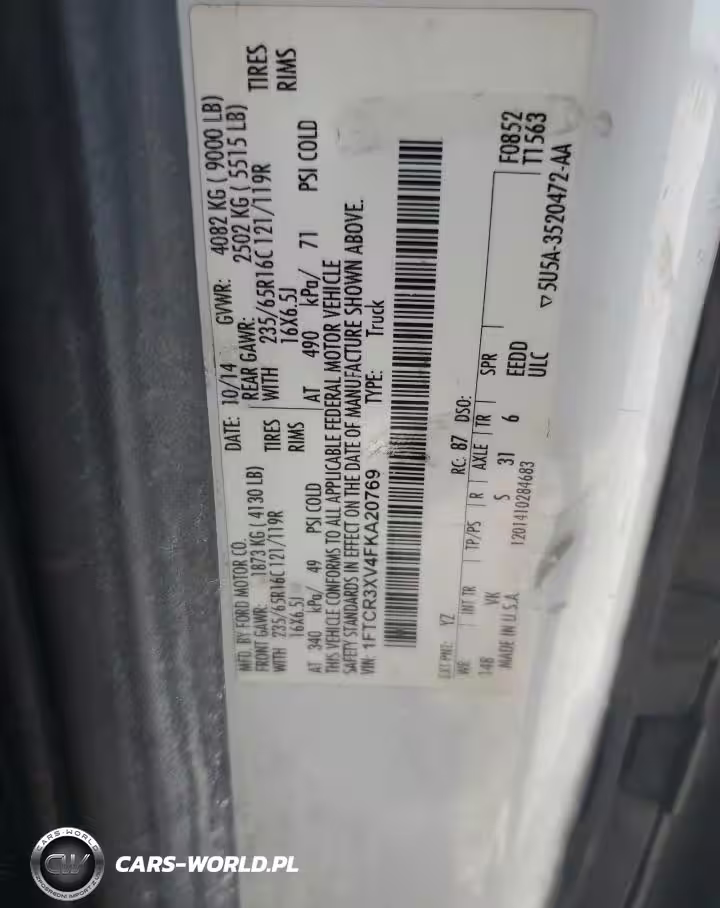 MFD. BY FORD MOTOR CO.
DATE: 10/14 GVWR: 4082 KG ( 9000 LB)
FRONT GAWR: 1873 KG ( 4130 LB)
REAR GAWR: 2502 KG ( 5515 LB)
WITH 235/65R16C 121/119R TIRES
WITH 235/65R16C 121/119R TIRES
16X6.5J RIMS
16X6.5J RIMS
AT 340 kPa/ 49 PSI COLD
AT 490 kPa/ 71 PSI COLD
THIS VEHICLE CONFORMS TO ALL APPLICABLE FEDERAL MOTOR VEHICLE
SAFETY STANDARDS IN EFFECT ON THE DATE OF MANUFACTURE SHOWN ABOVE.
VIN: 1FTCR3XV4FKA20769 TYPE: Truck
EXT PNT: YZ RC: 87 DSO:
WB INT TR TP/PS R AXLE TR SPR
148 VK S 31 6 EEDD
MADE IN U.S.A. 1201410284683 ULC
F0852
T1563
▽ 5U5A-3520472-AA
CARS-WORLD
CW
CARS-WORLD.PL